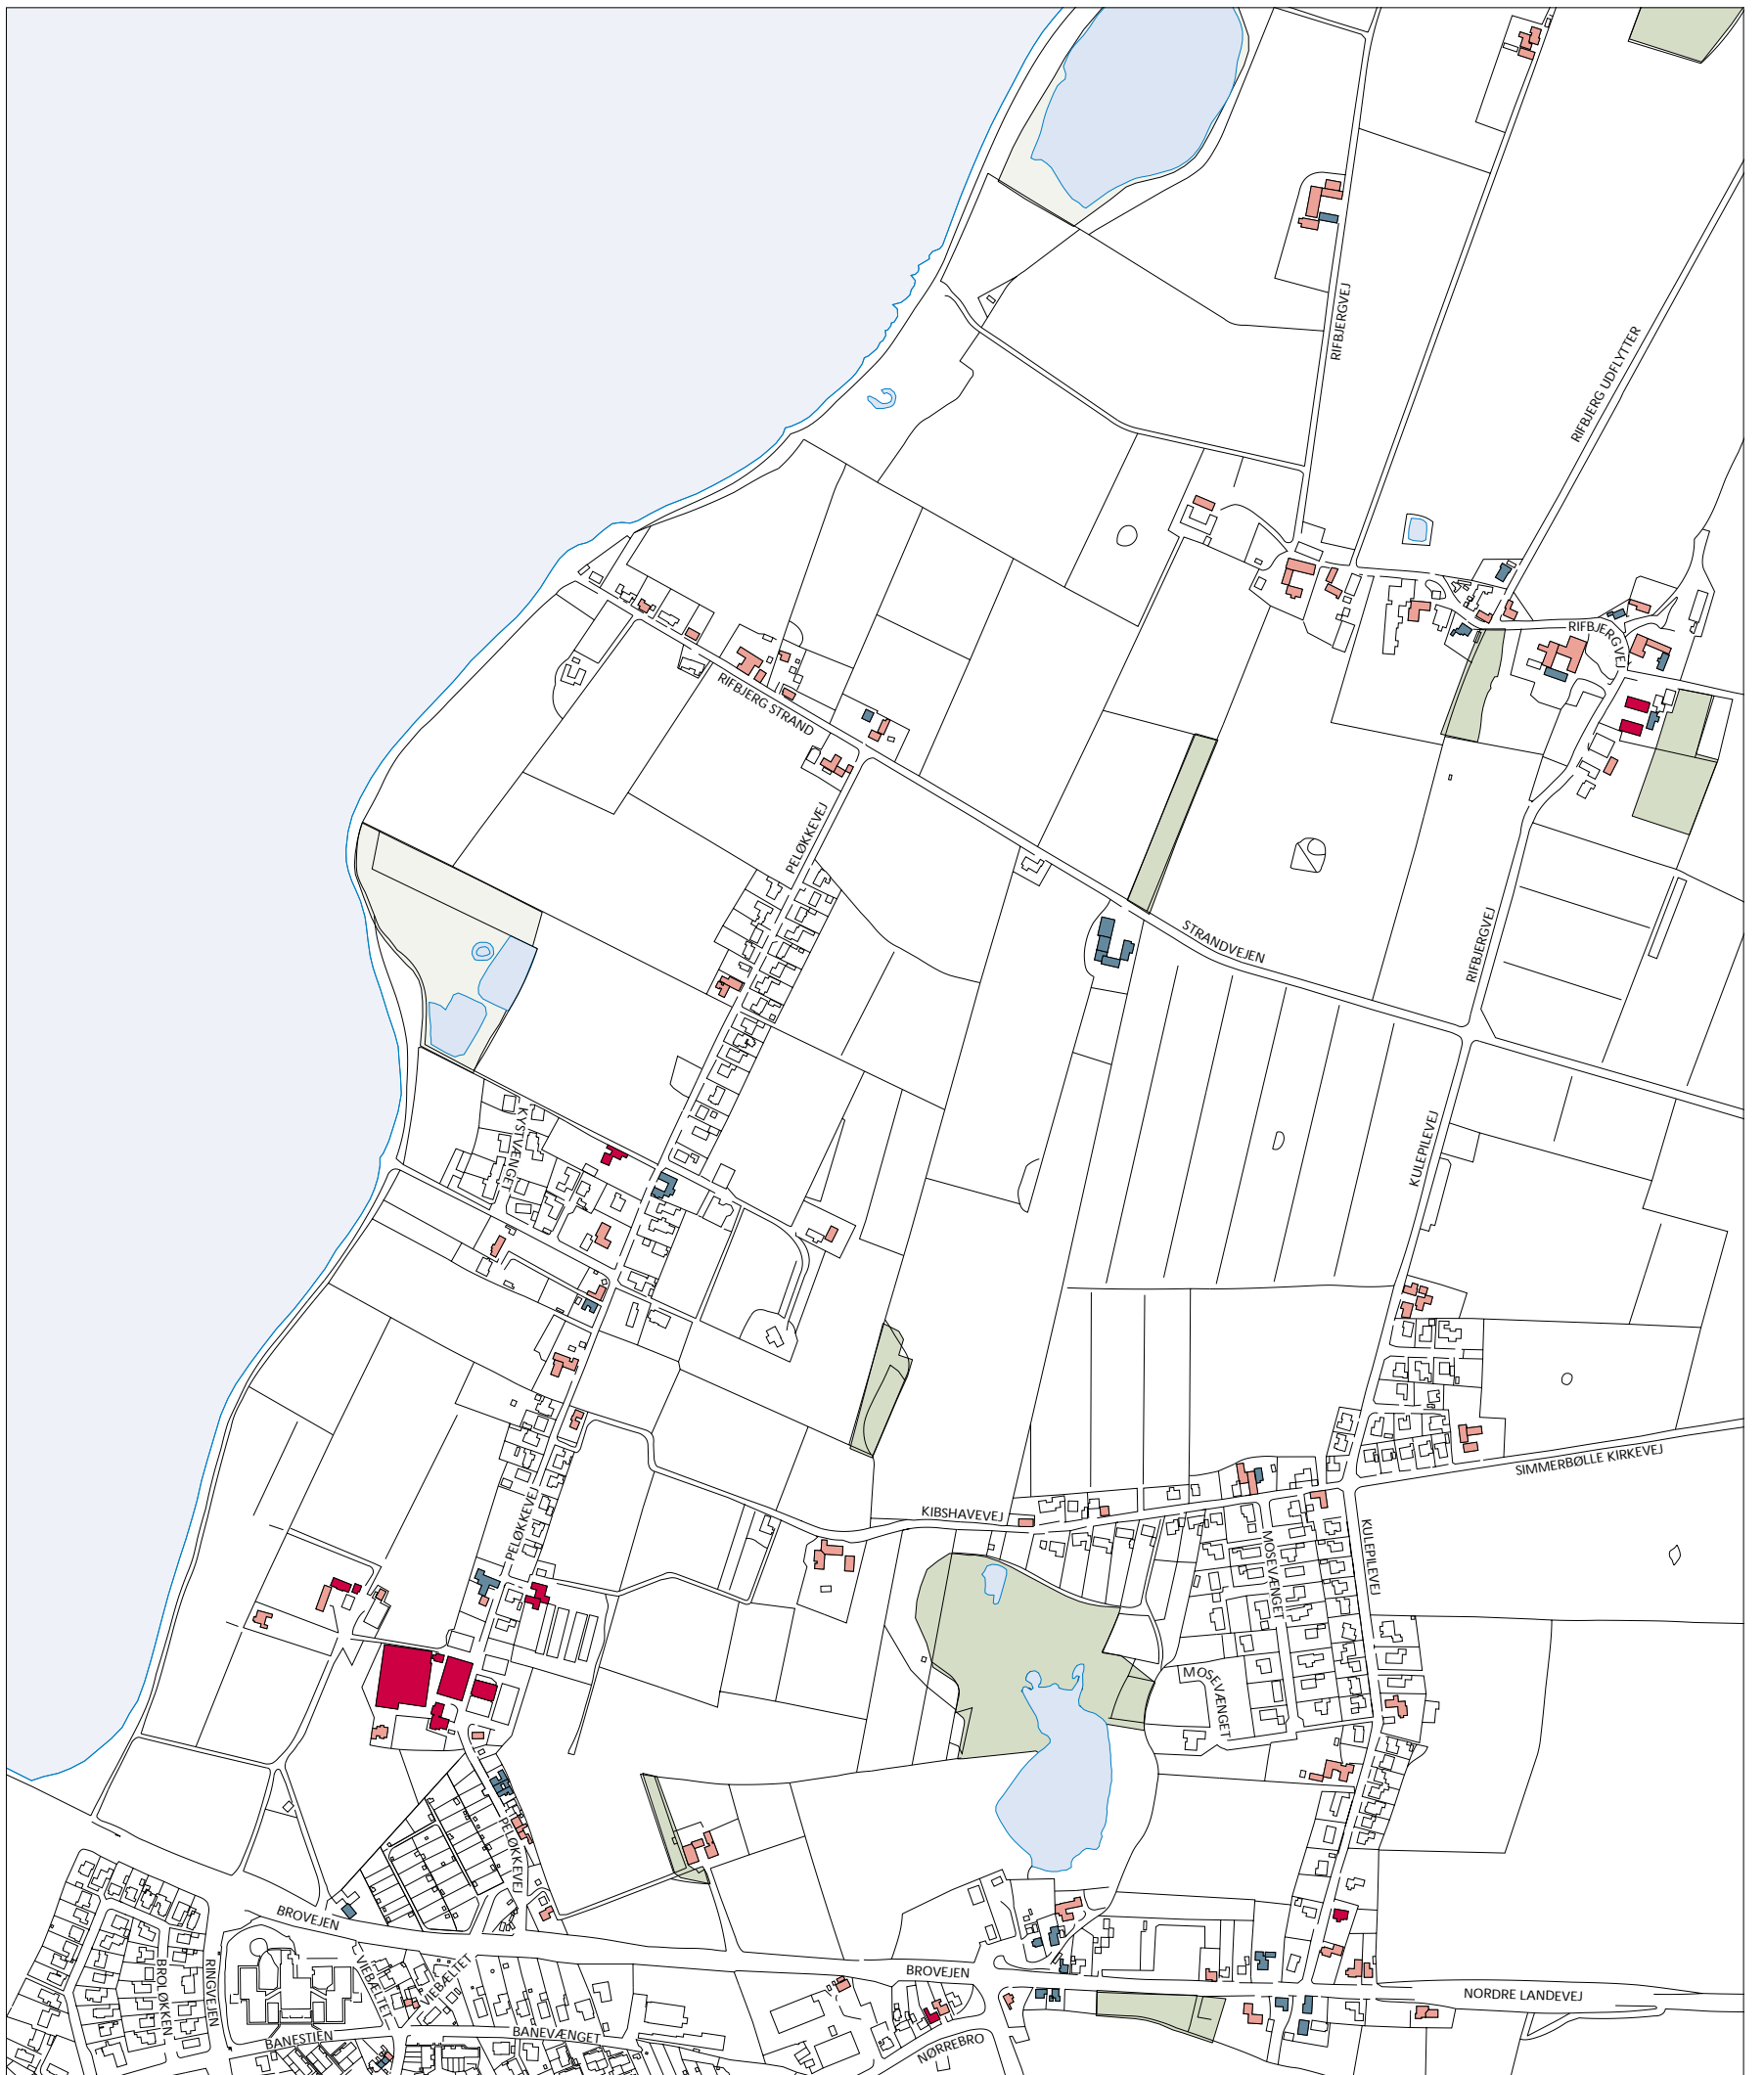 RIFBJERGVEJ
RIFBJERG UDFLYTTER
RIFBJERGVEJ
RIFBJERG STRAND
PELØKKEVEJ
STRANDVEJEN
RIFBJERGVEJ
KYSTVÆNGET
KULEPILEVEJ
SIMMERBØLLE KIRKEVEJ
KIBSHAVEVEJ
PELØKKEVEJ
MOSEVÆNGET
KULEPILEVEJ
MOSEVÆNGET
PELØKKEVEJ
BROVEJEN
BROLØKKEN
RINGVEJEN
VIEBÆLTET
VIEBÆLTET
BROVEJEN
NORDRE LANDEVEJ
BANESTIEN
BANEVÆNGET
NØRREBRO